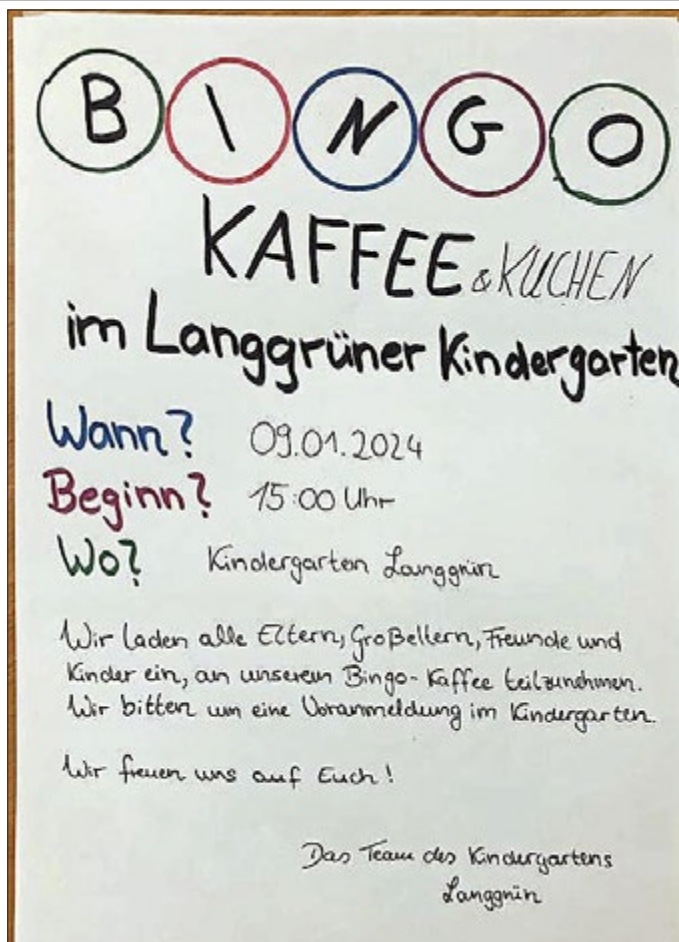 BINGO
KAFFEE & KUCHEN
im Langgrüner Kindergarten
Wann? 09.01.2024
Beginn? 15:00 Uhr
Wo? Kindergarten Langgrün
Wir laden alle Eltern, Großeltern, Freunde und
Kinder ein, an unserem Bingo-Kaffee teilzunehmen.
Wir bitten um eine Voranmeldung im Kindergarten.
Wir freuen uns auf Euch!
Das Team des Kindergartens
Langgrün